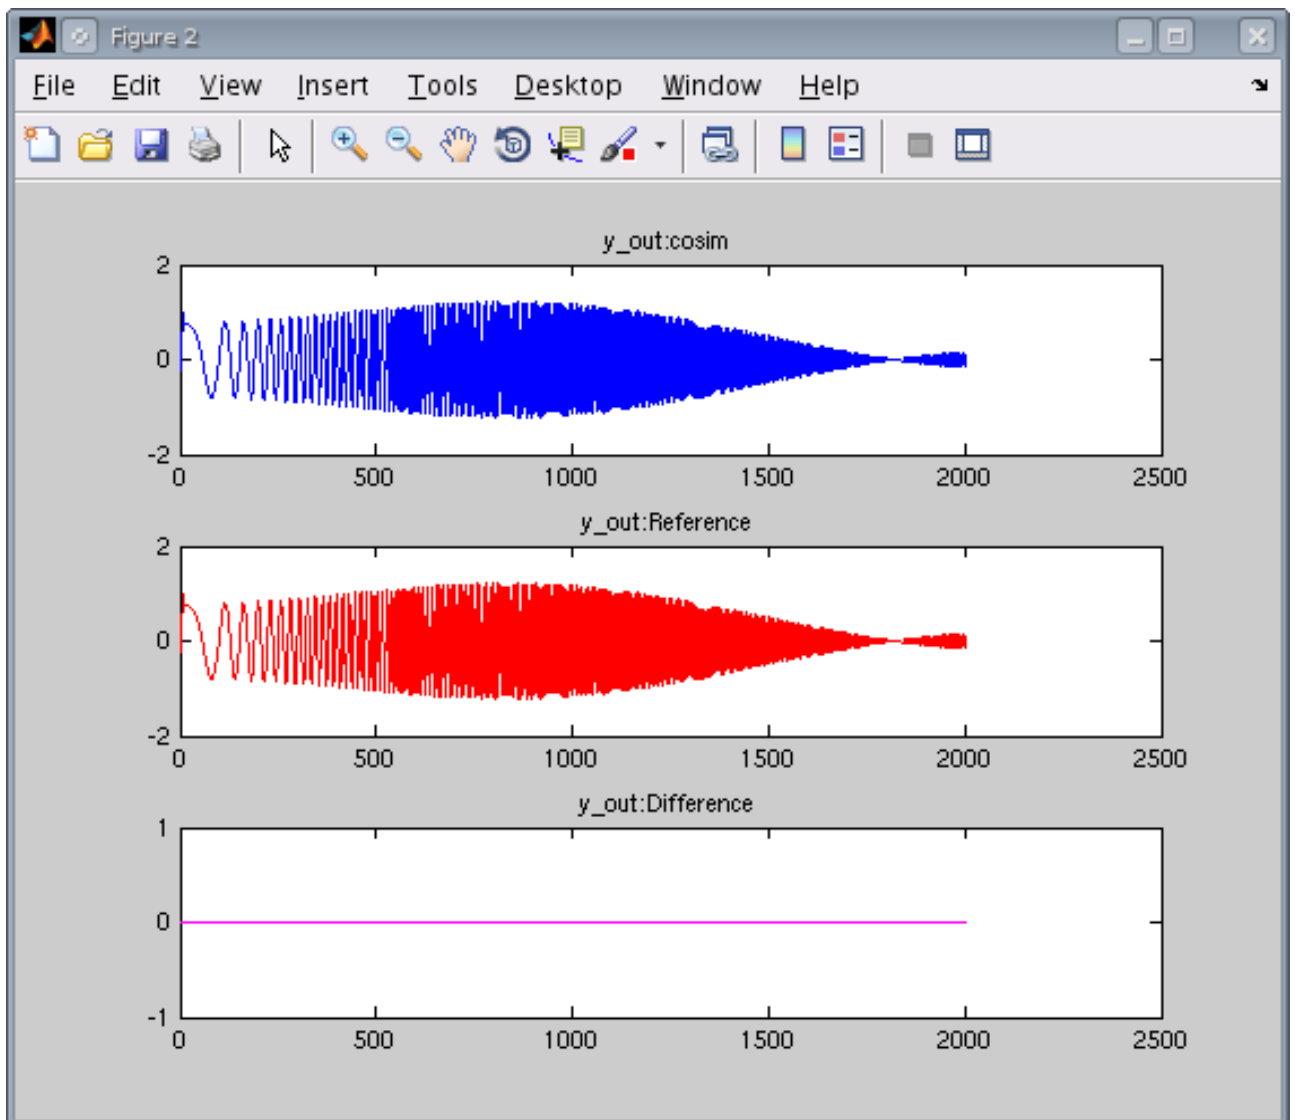 Figure 2
File Edit View Insert Tools Desktop Window Help
y_out:cosim
2
0
-2
0 500 1000 1500 2000 2500
y_out:Reference
2
0
-2
0 500 1000 1500 2000 2500
y_out:Difference
1
0
-1
0 500 1000 1500 2000 2500